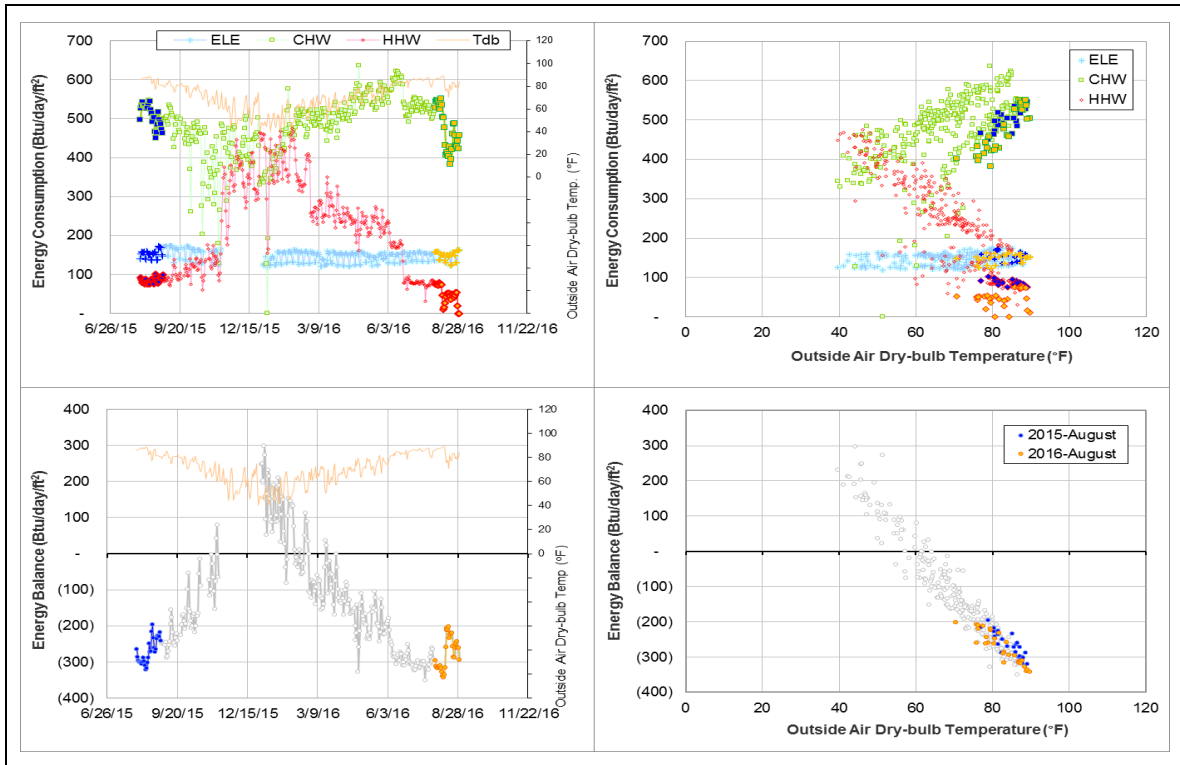 ELE CHW HHW Tdb
700
600
500
400
300
200
100
-
Energy Consumption (Btu/day/ft²)
120
100
80
60
40
20
0
Outside Air Dry-bulb Temp. (°F)
6/26/15 9/20/15 12/15/15 3/9/16 6/3/16 8/28/16 11/22/16
700
600
500
400
300
200
100
-
Energy Consumption (Btu/day/ft²)
ELE
CHW
HHW
0 20 40 60 80 100 120
Outside Air Dry-bulb Temperature (°F)
400
300
200
100
-
(100)
(200)
(300)
(400)
Energy Balance (Btu/day/ft²)
120
100
80
60
40
20
0
Outside Air Dry-bulb Temp (°F)
6/26/15 9/20/15 12/15/15 3/9/16 6/3/16 8/28/16 11/22/16
400
300
200
100
-
(100)
(200)
(300)
(400)
Energy Balance (Btu/day/ft²)
2015-August
2016-August
0 20 40 60 80 100 120
Outside Air Dry-bulb Temperature (°F)